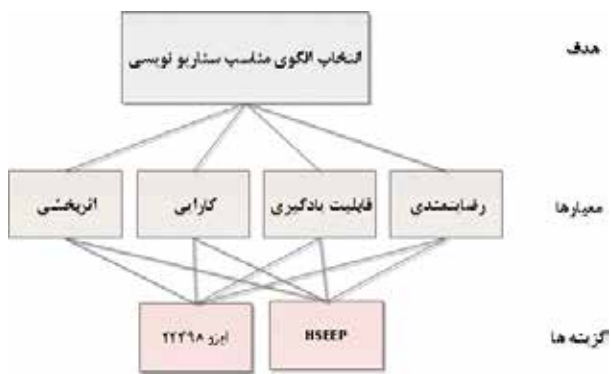 هدف
انتخاب الگوی مناسب سناریو نویسی
معیارها
رضایتمندی
قابلیت یادگیری
کارایی
اثربخشی
گزینه ها
HSEEP
ایزو ۲۲۳۹۸